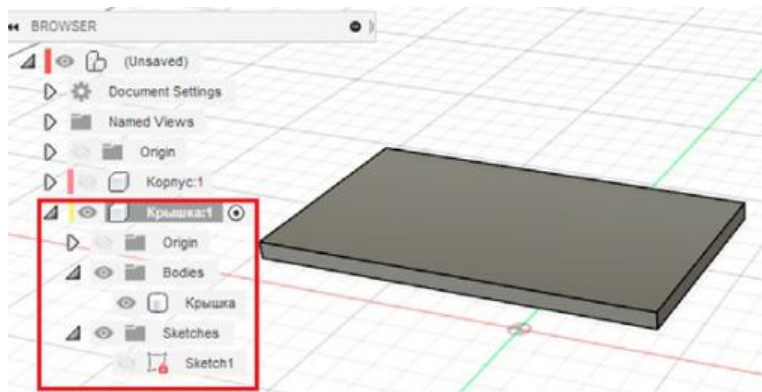 BROWSER
(Unsaved)
Document Settings
Named Views
Origin
Корпус:1
Крышка:1
Origin
Bodies
Крышка
Sketches
Sketch1